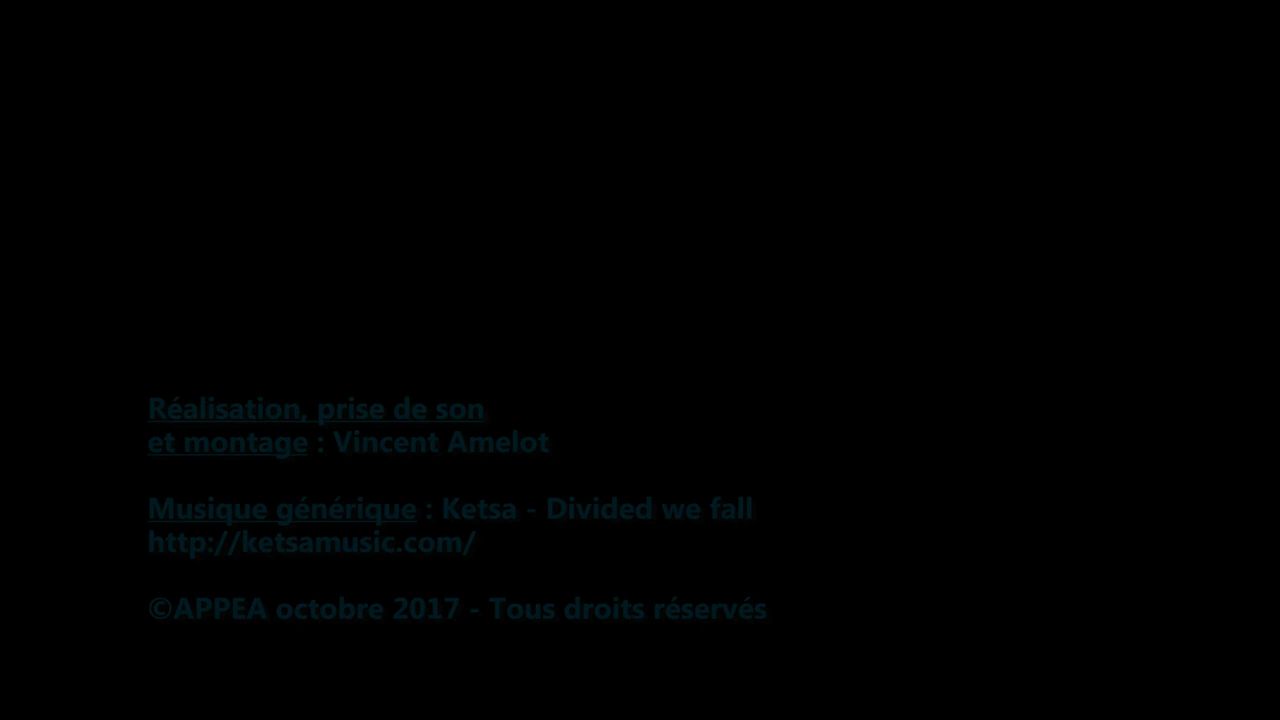 Réalisation, prise de son
et montage : Vincent Amelot
Musique générique : Ketsa - Divided we fall
http://ketsamusic.com/
©APPEA octobre 2017 - Tous droits réservés